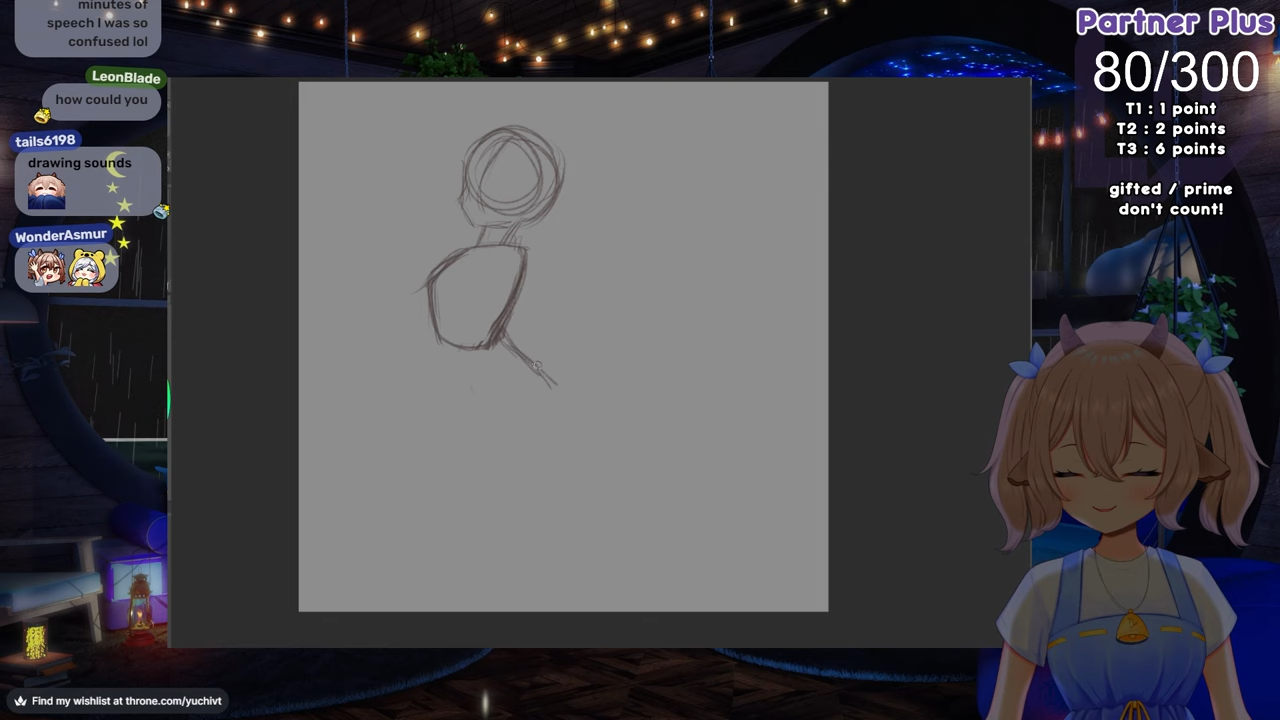 minutes of
speech I was so
confused lol
LeonBlade
how could you
tails6198
drawing sounds
WonderAsmur
Partner Plus
80/300
T1 : 1 point
T2 : 2 points
T3 : 6 points
gifted / prime
don't count!
Find my wishlist at throne.com/yuchivt